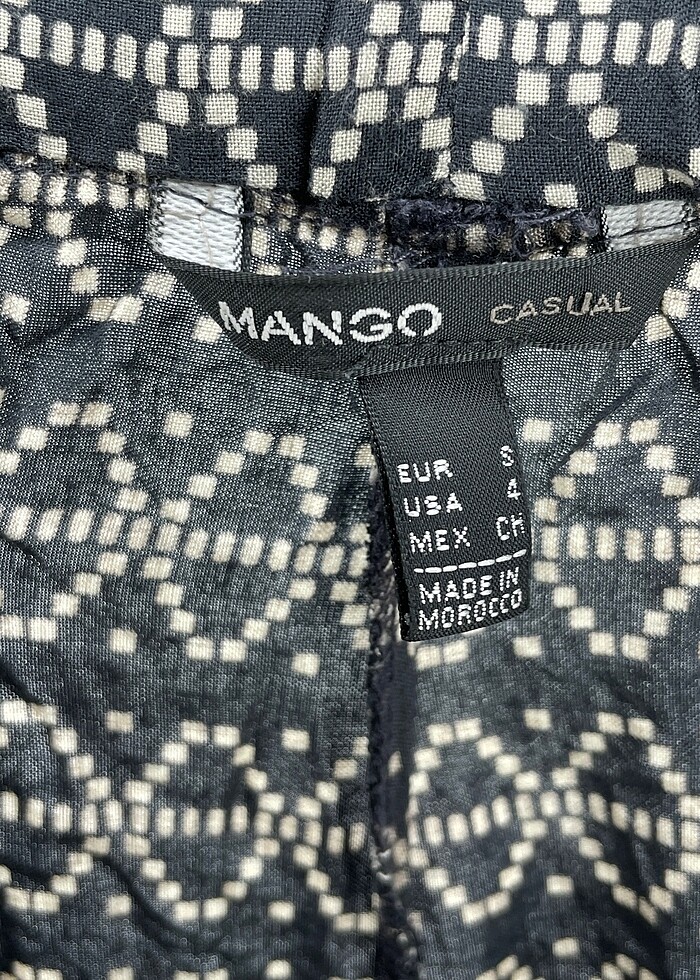 MANGO CASUAL
EUR S
USA 4
MEX CH
MADE IN
MOROCCO